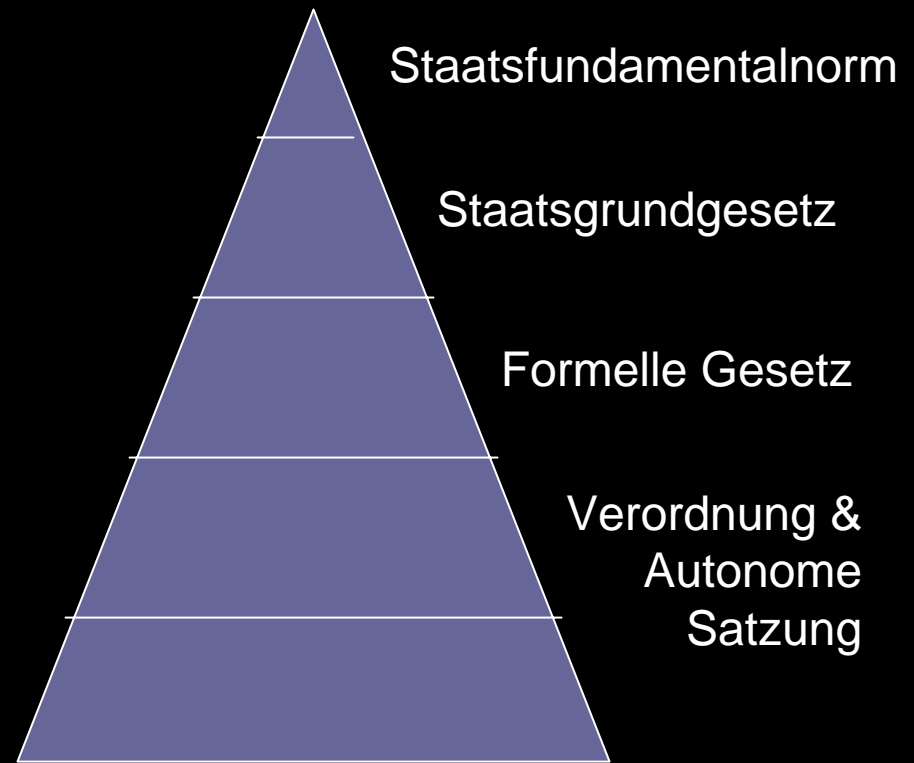 Staatsfundamentalnorm
Staatsgrundgesetz
Formelle Gesetz
Verordnung &
Autonome
Satzung